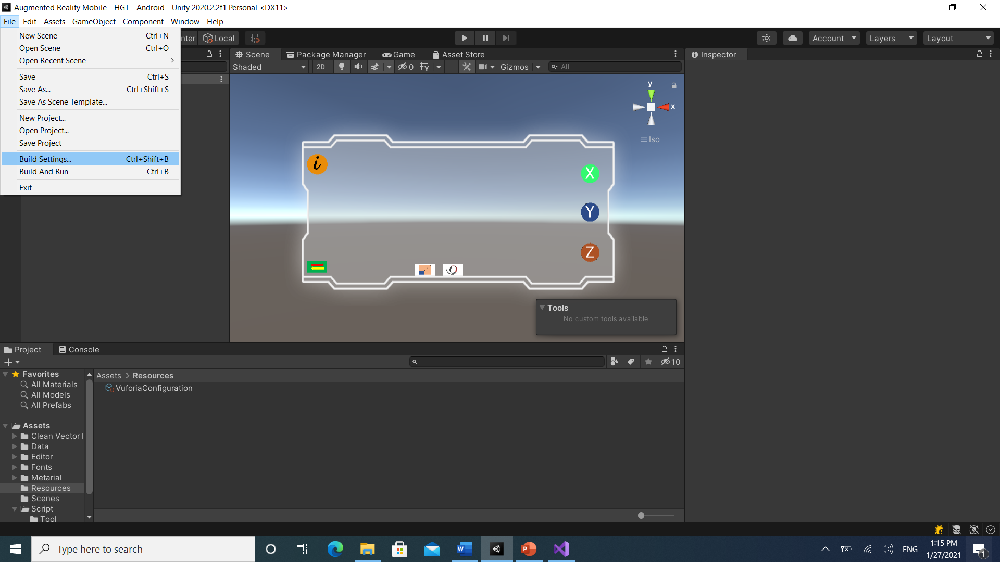 Augmented Reality Mobile - HGT - Android - Unity 2020.2.2f1 Personal <DX11>
File Edit Assets GameObject Component Window Help
New Scene Ctrl+N
Open Scene Ctrl+O
Open Recent Scene
Save Ctrl+S
Save As... Ctrl+Shift+S
Save As Scene Template...
New Project...
Open Project...
Save Project
Build Settings... Ctrl+Shift+B
Build And Run Ctrl+B
Exit
nter Local
Account Layers Layout
Scene Package Manager Game Asset Store
Shaded 2D 0 Gizmos All
Inspector
y
x
Iso
i
X
Y
Z
Tools
No custom tools available
Project Console
10
Favorites
All Materials
All Models
All Prefabs
Assets
Clean Vector I
Data
Editor
Fonts
Metarial
Resources
Scenes
Script
Tool
Assets > Resources
VuforiaConfiguration
Type here to search
W
P
ENG
1:15 PM
1/27/2021
1